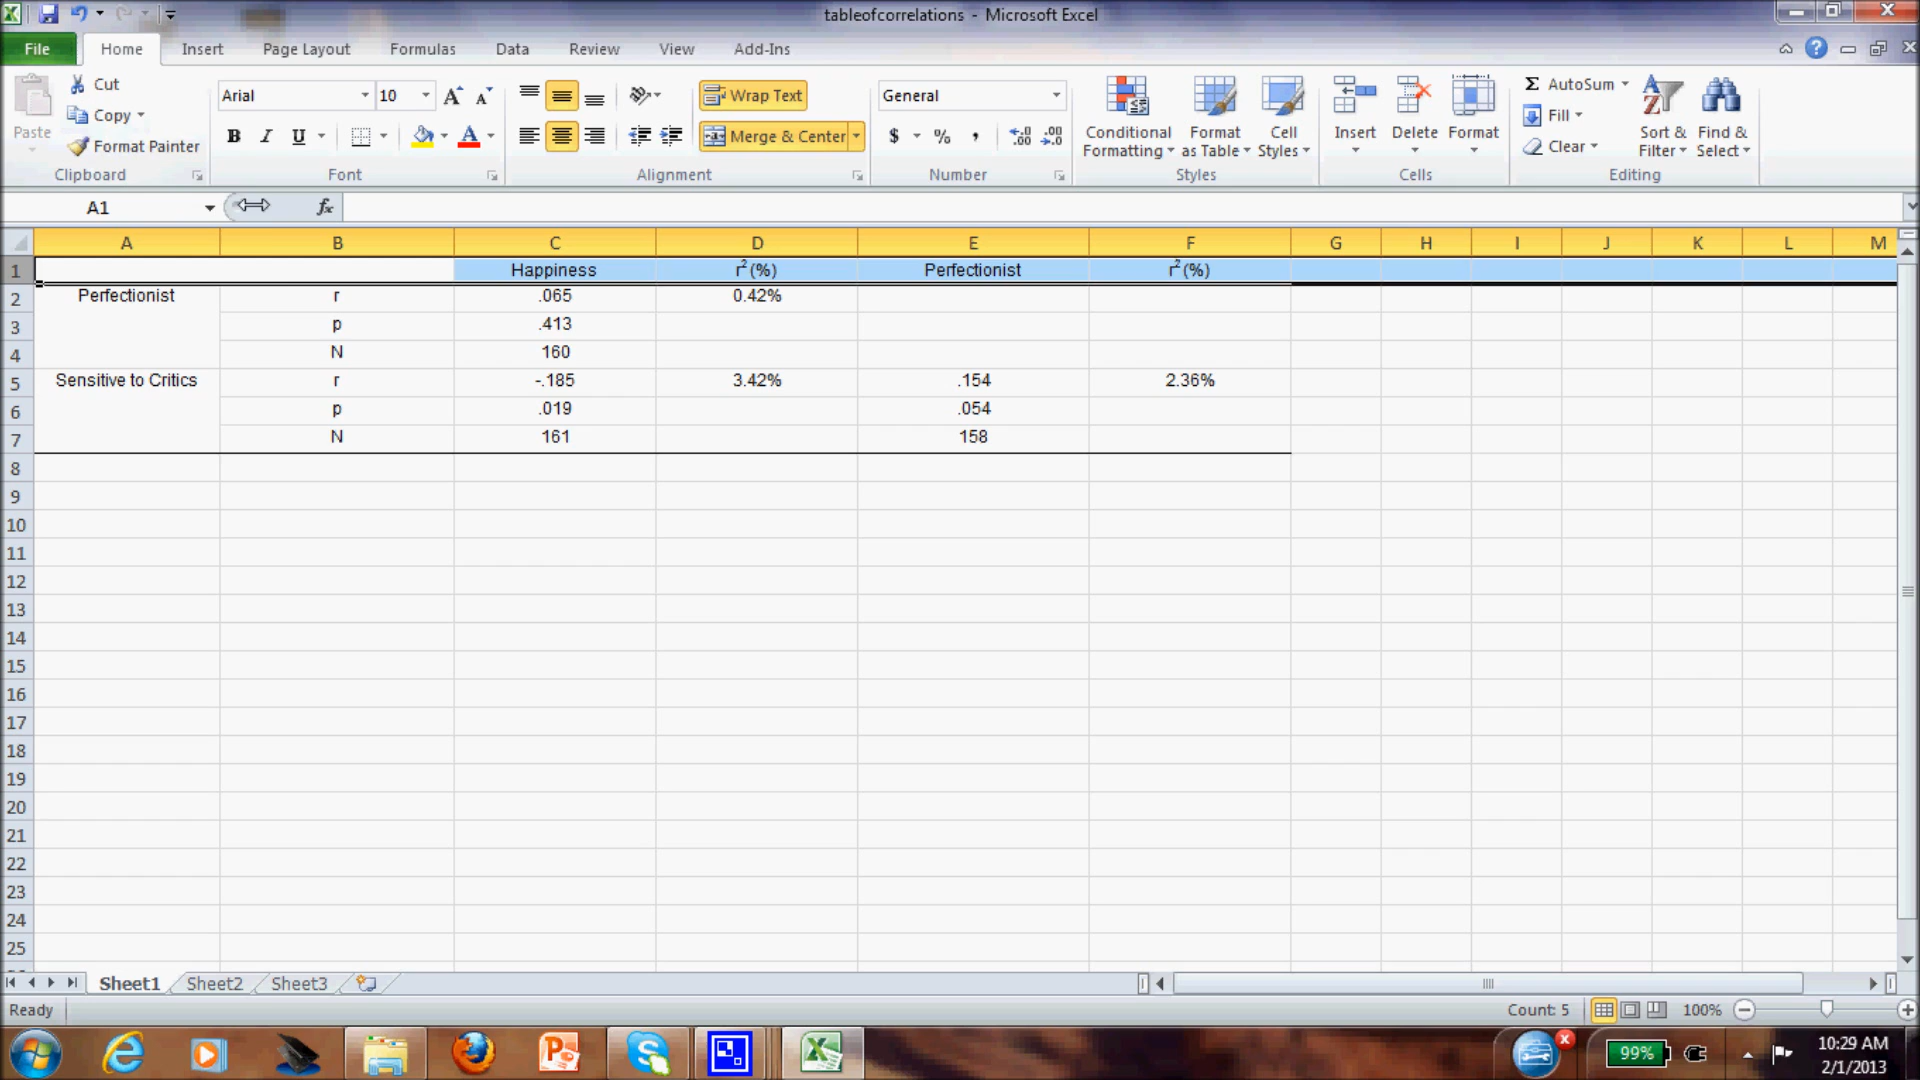 tableofcorrelations - Microsoft Excel
File Home Insert Page Layout Formulas Data Review View Add-Ins
Paste Cut Copy Format Painter Clipboard
Arial 10 B I U A Font
Wrap Text Merge & Center Alignment
General $ % , .00 .00 Number
Conditional Formatting Format as Table Cell Styles Styles
Insert Delete Format Cells
Σ AutoSum Fill Clear Sort & Filter Find & Select Editing
A1 fx
A B C D E F G H I J K L M
1 Happiness r2 (%) Perfectionist r2 (%)
2 Perfectionist r .065 0.42%
3 p .413
4 N 160
5 Sensitive to Critics r -.185 3.42% .154 2.36%
6 p .019 .054
7 N 161 158
8
9
10
11
12
13
14
15
16
17
18
19
20
21
22
23
24
25
Sheet1 Sheet2 Sheet3
Ready Count: 5 100%
99% 10:29 AM
2/1/2013